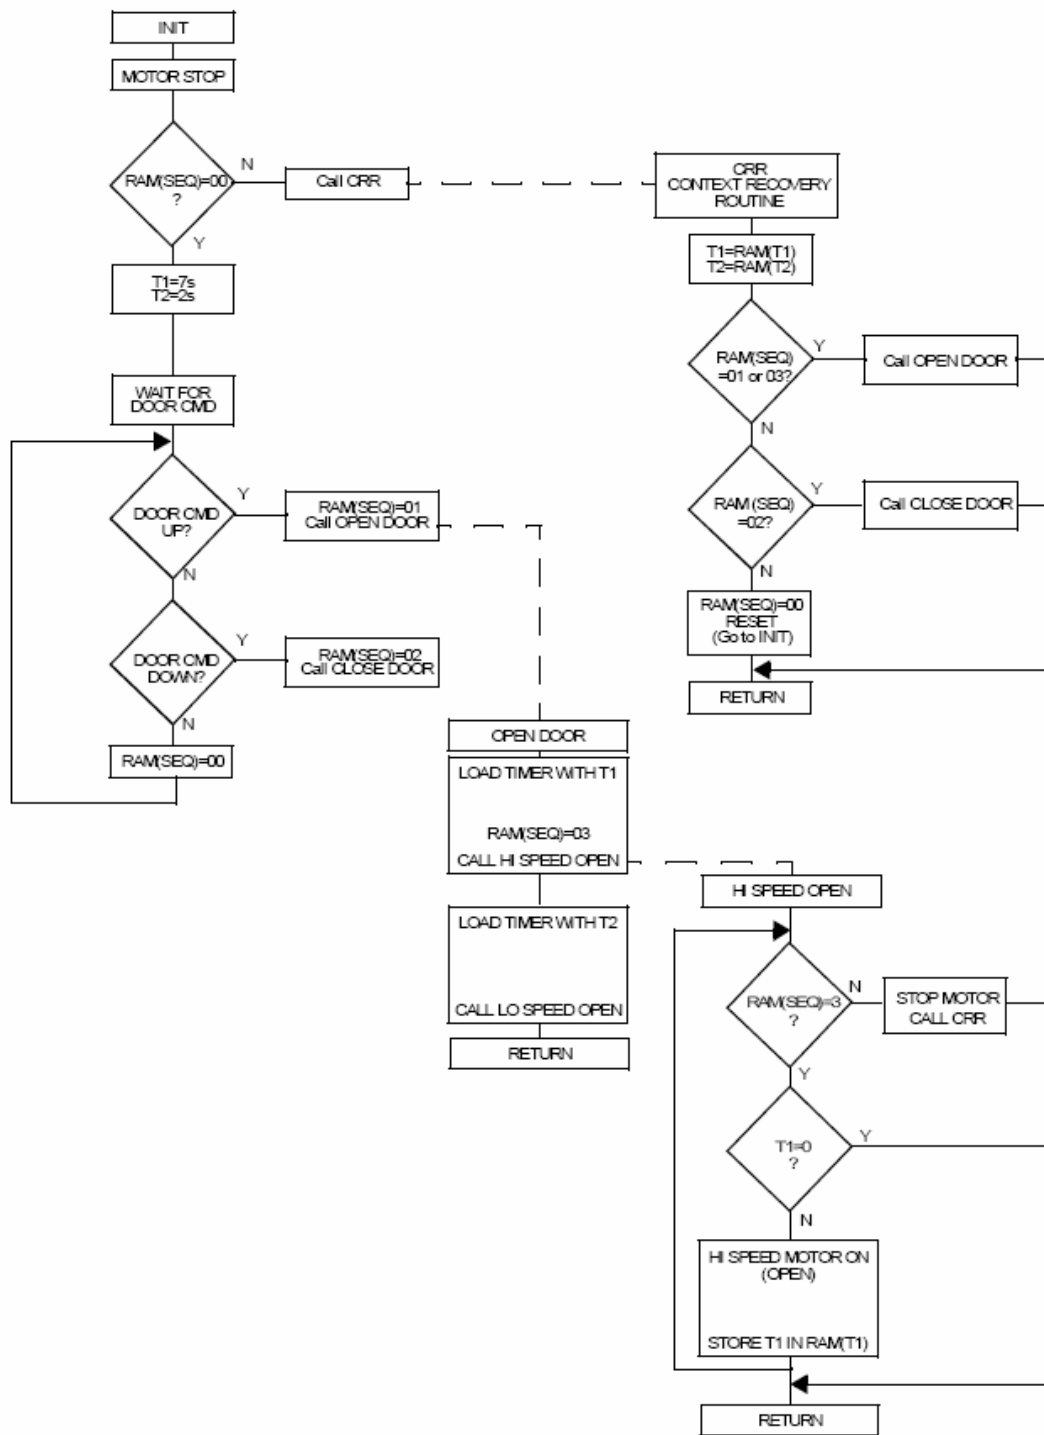 INIT
MOTOR STOP
RAM(SEQ)=00
?
N
Y
Call CRR
T1=7s
T2=2s
WAIT FOR
DOOR CMD
DOOR CMD
UP?
Y
N
RAM(SEQ)=01
Call OPEN DOOR
DOOR CMD
DOWN?
Y
N
RAM(SEQ)=02
Call CLOSE DOOR
RAM(SEQ)=00
CRR
CONTEXT RECOVERY
ROUTINE
T1=RAM(T1)
T2=RAM(T2)
RAM(SEQ)
=01 or 03?
Y
N
Call OPEN DOOR
RAM (SEQ)
=02?
Y
N
Call CLOSE DOOR
RAM(SEQ)=00
RESET
(Go to INIT)
RETURN
OPEN DOOR
LOAD TIMER WITH T1
RAM(SEQ)=03
CALL HI SPEED OPEN
LOAD TIMER WITH T2
CALL LO SPEED OPEN
RETURN
HI SPEED OPEN
RAM(SEQ)=3
?
N
Y
STOP MOTOR
CALL CRR
T1=0
?
Y
N
HI SPEED MOTOR ON
(OPEN)
STORE T1 IN RAM(T1)
RETURN